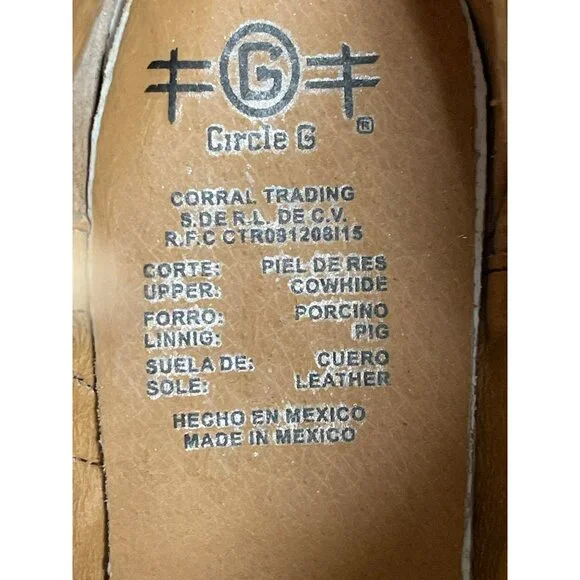 G
Circle G ®
CORRAL TRADING
S.DE R.L. DE C.V.
R.F.C CTR091208I15
CORTE: PIEL DE RES
UPPER: COWHIDE
FORRO: PORCINO
LINNIG: PIG
SUELA DE: CUERO
SOLE: LEATHER
HECHO EN MEXICO
MADE IN MEXICO